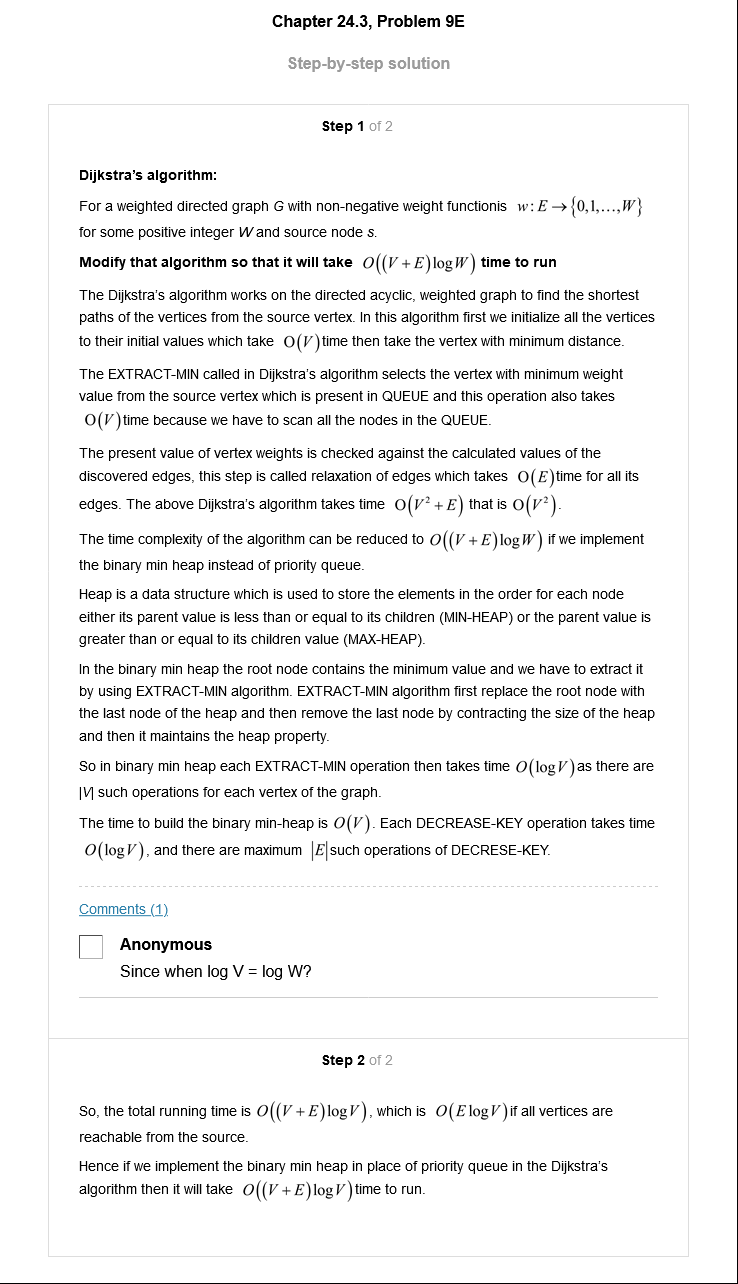 Chapter 24.3, Problem 9E
Step-by-step solution
Step 1 of 2
Dijkstra's algorithm:
For a weighted directed graph G with non-negative weight functionis w : E → {0,1,...,W}
for some positive integer W and source node s.
Modify that algorithm so that it will take O((V + E) log W) time to run
The Dijkstra's algorithm works on the directed acyclic, weighted graph to find the shortest
paths of the vertices from the source vertex. In this algorithm first we initialize all the vertices
to their initial values which take O(V) time then take the vertex with minimum distance.
The EXTRACT-MIN called in Dijkstra's algorithm selects the vertex with minimum weight
value from the source vertex which is present in QUEUE and this operation also takes
O(V) time because we have to scan all the nodes in the QUEUE.
The present value of vertex weights is checked against the calculated values of the
discovered edges, this step is called relaxation of edges which takes O(E) time for all its
edges. The above Dijkstra's algorithm takes time O(V² + E) that is O(V²).
The time complexity of the algorithm can be reduced to O((V + E) log W) if we implement
the binary min heap instead of priority queue.
Heap is a data structure which is used to store the elements in the order for each node
either its parent value is less than or equal to its children (MIN-HEAP) or the parent value is
greater than or equal to its children value (MAX-HEAP).
In the binary min heap the root node contains the minimum value and we have to extract it
by using EXTRACT-MIN algorithm. EXTRACT-MIN algorithm first replace the root node with
the last node of the heap and then remove the last node by contracting the size of the heap
and then it maintains the heap property.
So in binary min heap each EXTRACT-MIN operation then takes time O(log V) as there are
|V| such operations for each vertex of the graph.
The time to build the binary min-heap is O(V). Each DECREASE-KEY operation takes time
O(log V), and there are maximum |E| such operations of DECRESE-KEY.
Comments (1)
Anonymous
Since when log V = log W?
Step 2 of 2
So, the total running time is O((V + E) log V), which is O(E log V) if all vertices are
reachable from the source.
Hence if we implement the binary min heap in place of priority queue in the Dijkstra's
algorithm then it will take O((V + E) log V) time to run.